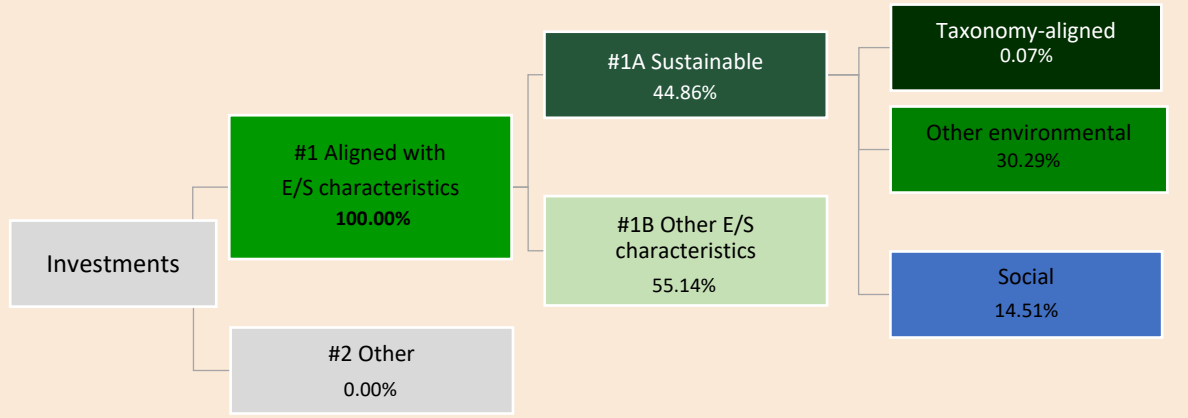 Investments
#1 Aligned with
E/S characteristics
100.00%
#2 Other
0.00%
#1A Sustainable
44.86%
#1B Other E/S
characteristics
55.14%
Taxonomy-aligned
0.07%
Other environmental
30.29%
Social
14.51%